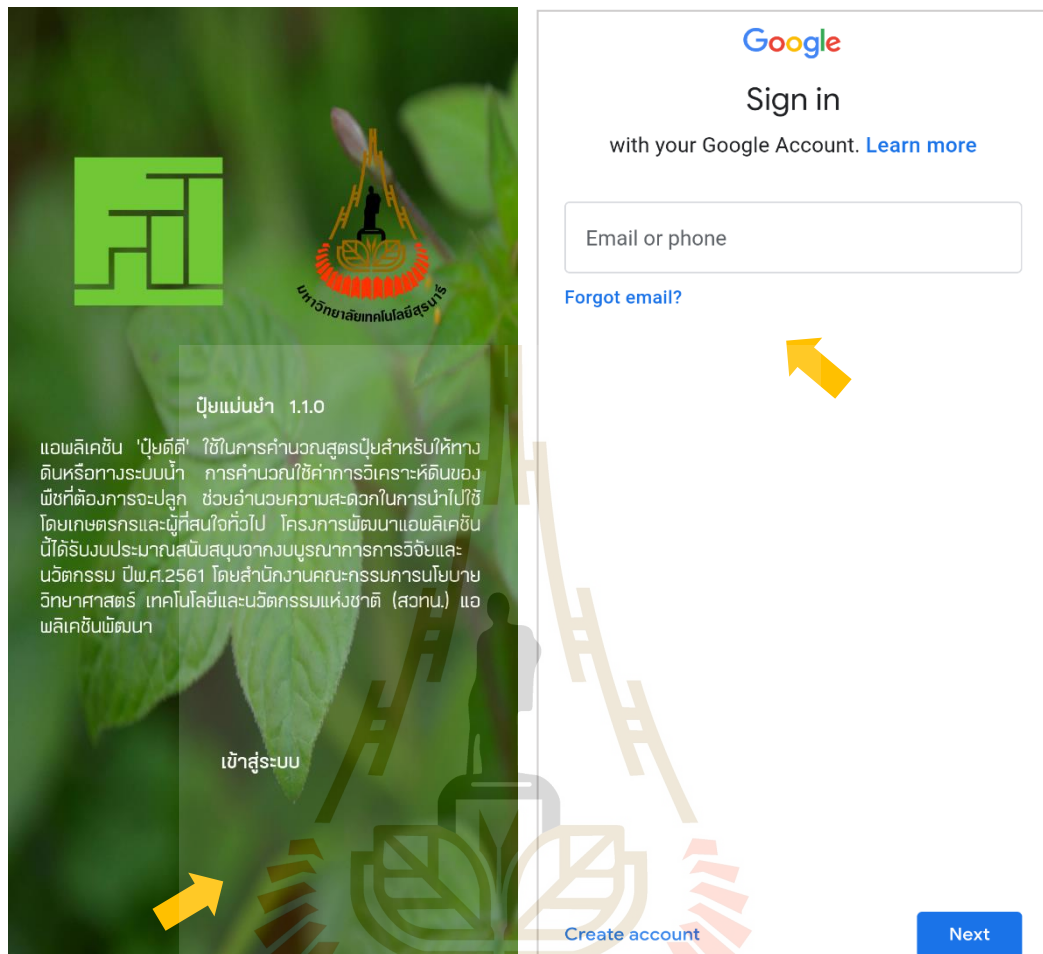 มหาวิทยาลัยเทคโนโลยีสุรนารี
ปุ๋ยแม่นยำ 1.1.0
แอพลิเคชัน 'ปุ๋ยดีดี' ใช้ในการคำนวณสูตรปุ๋ยสำหรับให้ทาง
ดินหรือทางระบบน้ำ การคำนวณใช้ค่าการวิเคราะห์ดินของ
พืชที่ต้องการจะปลูก ช่วยอำนวยความสะดวกในการนำไปใช้
โดยเกษตรกรและผู้ที่สนใจทั่วไป โครงการพัฒนาแอพลิเคชัน
นี้ได้รับงบประมาณสนับสนุนจากงบบูรณาการการวิจัยและ
นวัตกรรม ปีพ.ศ.2561 โดยสำนักงานคณะกรรมการนโยบาย
วิทยาศาสตร์ เทคโนโลยีและนวัตกรรมแห่งชาติ (สวทน.) แอ
พลิเคชันพัฒนา
เข้าสู่ระบบ
Google
Sign in
with your Google Account. Learn more
Email or phone
Forgot email?
Create account
Next